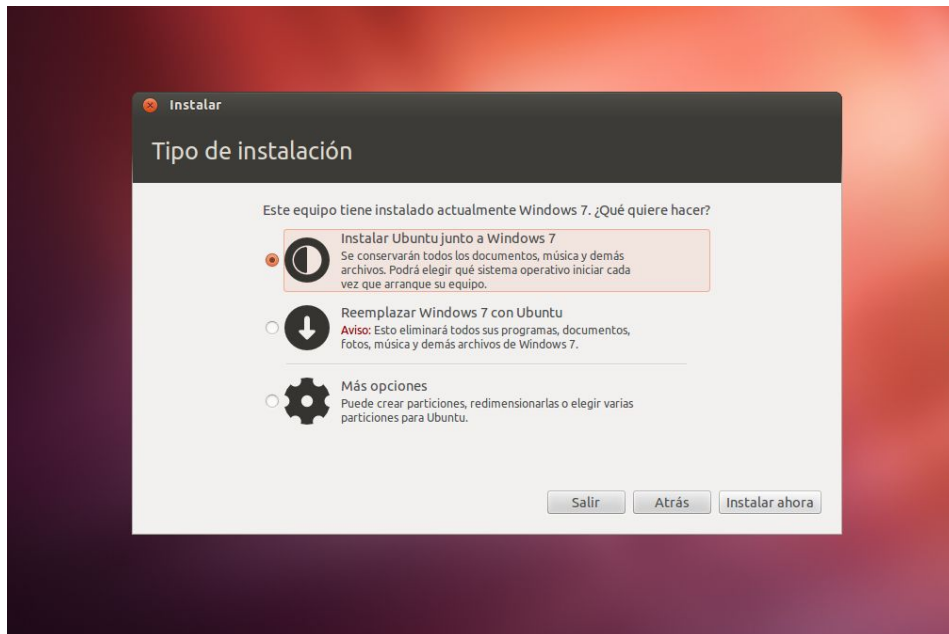 Instalar
Tipo de instalación
Este equipo tiene instalado actualmente Windows 7. ¿Qué quiere hacer?
Instalar Ubuntu junto a Windows 7
Se conservarán todos los documentos, música y demás
archivos. Podrá elegir qué sistema operativo iniciar cada
vez que arranque su equipo.
Reemplazar Windows 7 con Ubuntu
Aviso: Esto eliminará todos sus programas, documentos,
fotos, música y demás archivos de Windows 7.
Más opciones
Puede crear particiones, redimensionarlas o elegir varias
particiones para Ubuntu.
Salir Atrás Instalar ahora